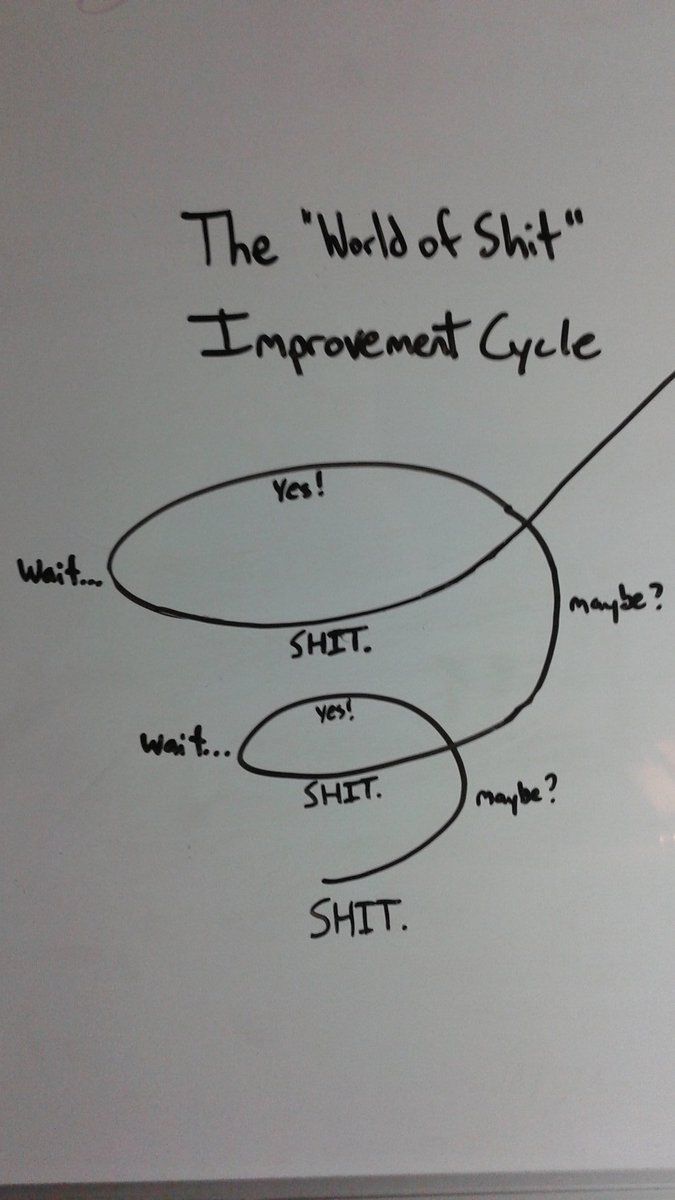 The "World of Shit"
Improvement Cycle
Yes!
Wait...
maybe?
SHIT.
yes!
Wait...
SHIT.
maybe?
SHIT.